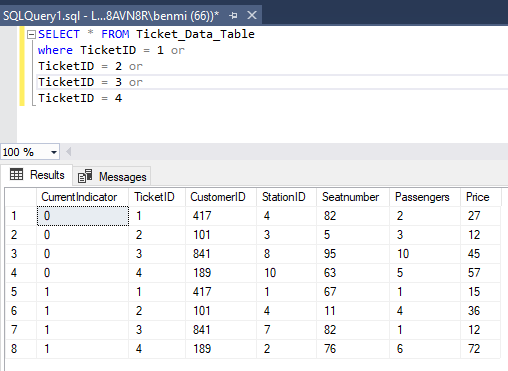 SQLQuery1.sql - L...8AVN8R\benmi (66))*
SELECT * FROM Ticket_Data_Table
where TicketID = 1 or
TicketID = 2 or
TicketID = 3 or
TicketID = 4
100 %
Results Messages
CurrentIndicator TicketID CustomerID StationID Seatnumber Passengers Price
1 0 1 417 4 82 2 27
2 0 2 101 3 5 3 12
3 0 3 841 8 95 10 45
4 0 4 189 10 63 5 57
5 1 1 417 1 67 1 15
6 1 2 101 4 11 4 36
7 1 3 841 7 82 1 12
8 1 4 189 2 76 6 72